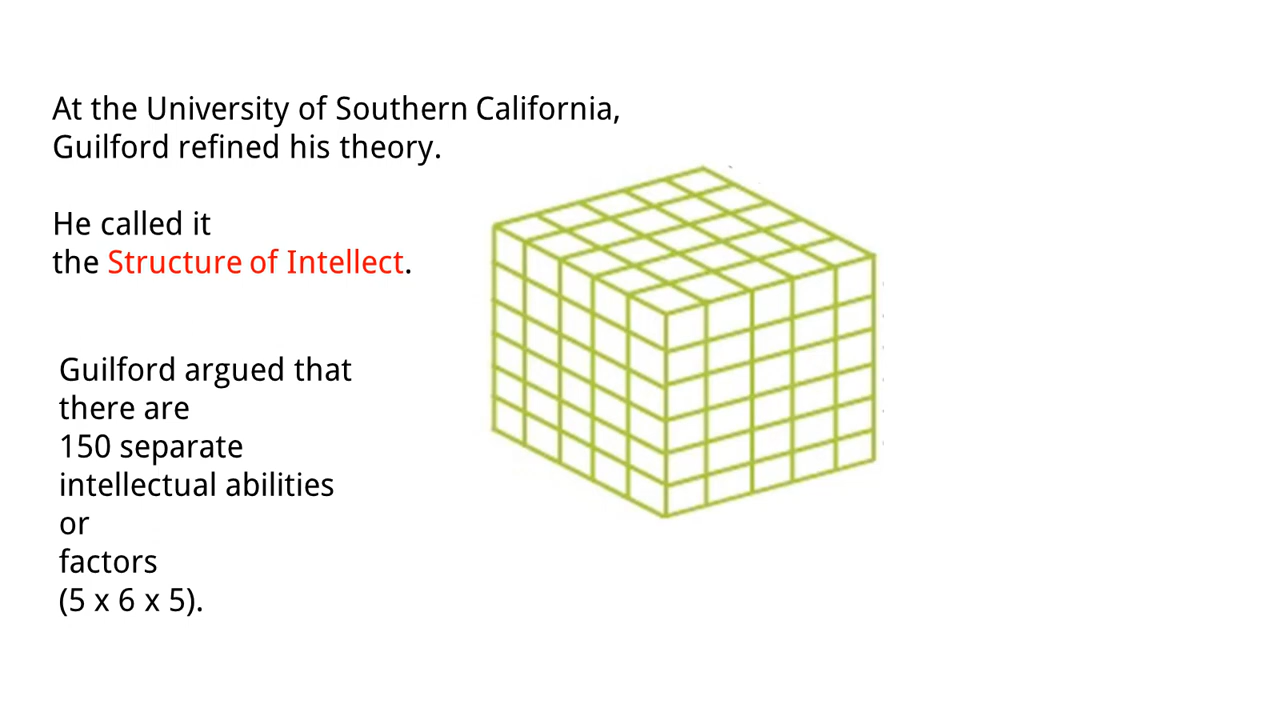 At the University of Southern California,
Guilford refined his theory.
He called it
the Structure of Intellect.
Guilford argued that
there are
150 separate
intellectual abilities
or
factors
(5 x 6 x 5).